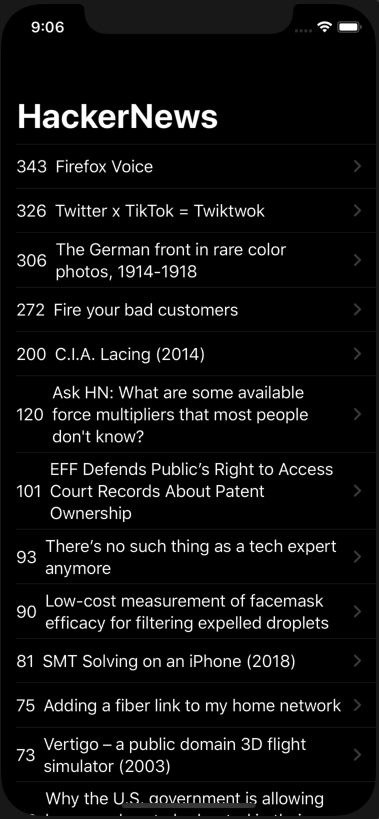 9:06
HackerNews
343 Firefox Voice
326 Twitter x TikTok = Twiktwok
The German front in rare color
306
photos, 1914-1918
272 Fire your bad customers
200 C.I.A. Lacing (2014)
Ask HN: What are some available
120 force multipliers that most people
don't know?
EFF Defends Public’s Right to Access
101 Court Records About Patent
Ownership
There’s no such thing as a tech expert
93
anymore
Low-cost measurement of facemask
90
efficacy for filtering expelled droplets
81 SMT Solving on an iPhone (2018)
75 Adding a fiber link to my home network
Vertigo – a public domain 3D flight
73
simulator (2003)
Why the U.S. government is allowing